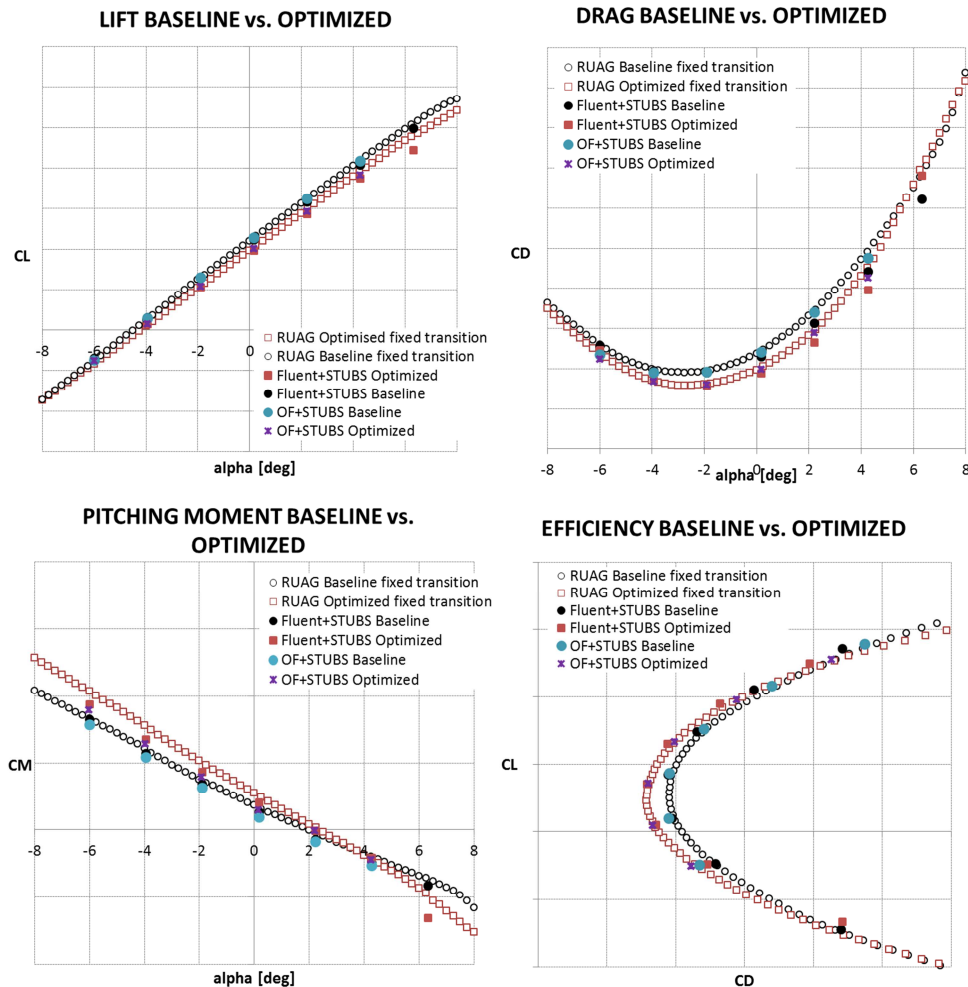 LIFT BASELINE vs. OPTIMIZED
CL
-8
-6
-4
-2
0
RUAG Optimised fixed transition
RUAG Baseline fixed transition
Fluent+STUBS Optimized
Fluent+STUBS Baseline
OF+STUBS Baseline
OF+STUBS Optimized
alpha [deg]
DRAG BASELINE vs. OPTIMIZED
RUAG Baseline fixed transition
RUAG Optimized fixed transition
Fluent+STUBS Baseline
Fluent+STUBS Optimized
OF+STUBS Baseline
OF+STUBS Optimized
CD
-8 -6 -4 -2 0 2 4 6 8
alpha [deg]
PITCHING MOMENT BASELINE vs.
OPTIMIZED
RUAG Baseline fixed transition
RUAG Optimized fixed transition
Fluent+STUBS Baseline
Fluent+STUBS Optimized
OF+STUBS Baseline
OF+STUBS Optimized
CM
-8 -6 -4 -2 0 2 4 6 8
alpha [deg]
EFFICIENCY BASELINE vs. OPTIMIZED
RUAG Baseline fixed transition
RUAG Optimized fixed transition
Fluent+STUBS Baseline
Fluent+STUBS Optimized
OF+STUBS Baseline
OF+STUBS Optimized
CL
CD